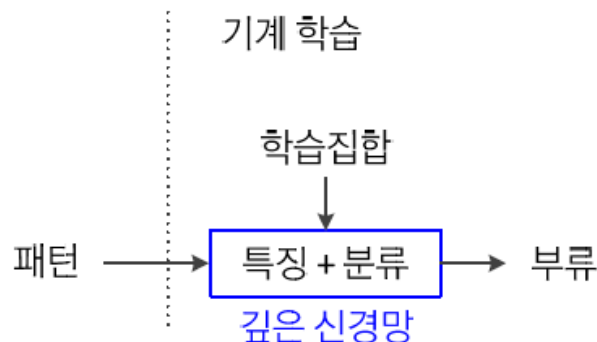 기계 학습
학습집합
패턴
특징 + 분류
부류
깊은 신경망